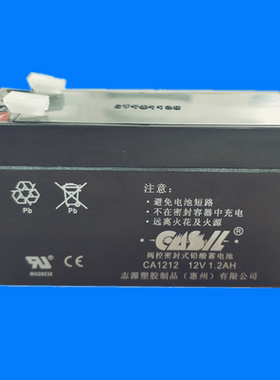 注意:
• 避免电池短路
• 不在密封容器中充电
• 远离火花及火源
Pb
Pb
CASIL®
阀控密封式铅酸蓄电池
CA1212 12V 1.2AH
志源塑胶制品(惠州)有限公司
MH28438